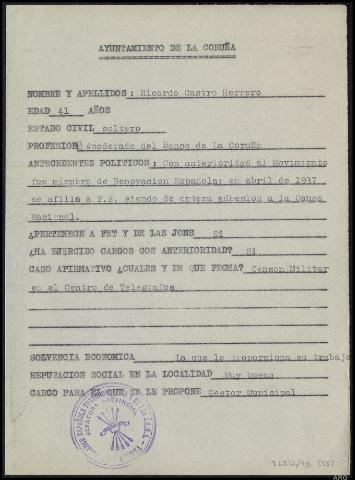 AYUNTAMIENTO DE LA CORUÑA
NOMBRE Y APELLIDOS: Ricardo Castro Herrero
EDAD 41 AÑOS
ESTADO CIVIL soltero
PROFESION Apoderado del Banco de La Coruña
ANTECEDENTES POLITICOS: Con anterioridad al Movimiento
fue miembro de Renovacion Española; en abril de 1937
se afilia a F.E. siendo de entera adhesion a la Causa
Nacional.
¿PERTENECE A FET Y DE LAS JONS Si
¿HA EJERCIDO CARGOS CON ANTERIORIDAD? Si
CASO AFIRMATIVO ¿CUALES Y EN QUE FECHA? Censor Militar
en el Centro de Telegrafos
SOLVENCIA ECONOMICA La que le proporciona su trabajo
REPUTACION SOCIAL EN LA LOCALIDAD Muy buena
CARGO PARA EL QUE SE LE PROPONE Gestor Municipal
JEFATURA PROVINCIAL